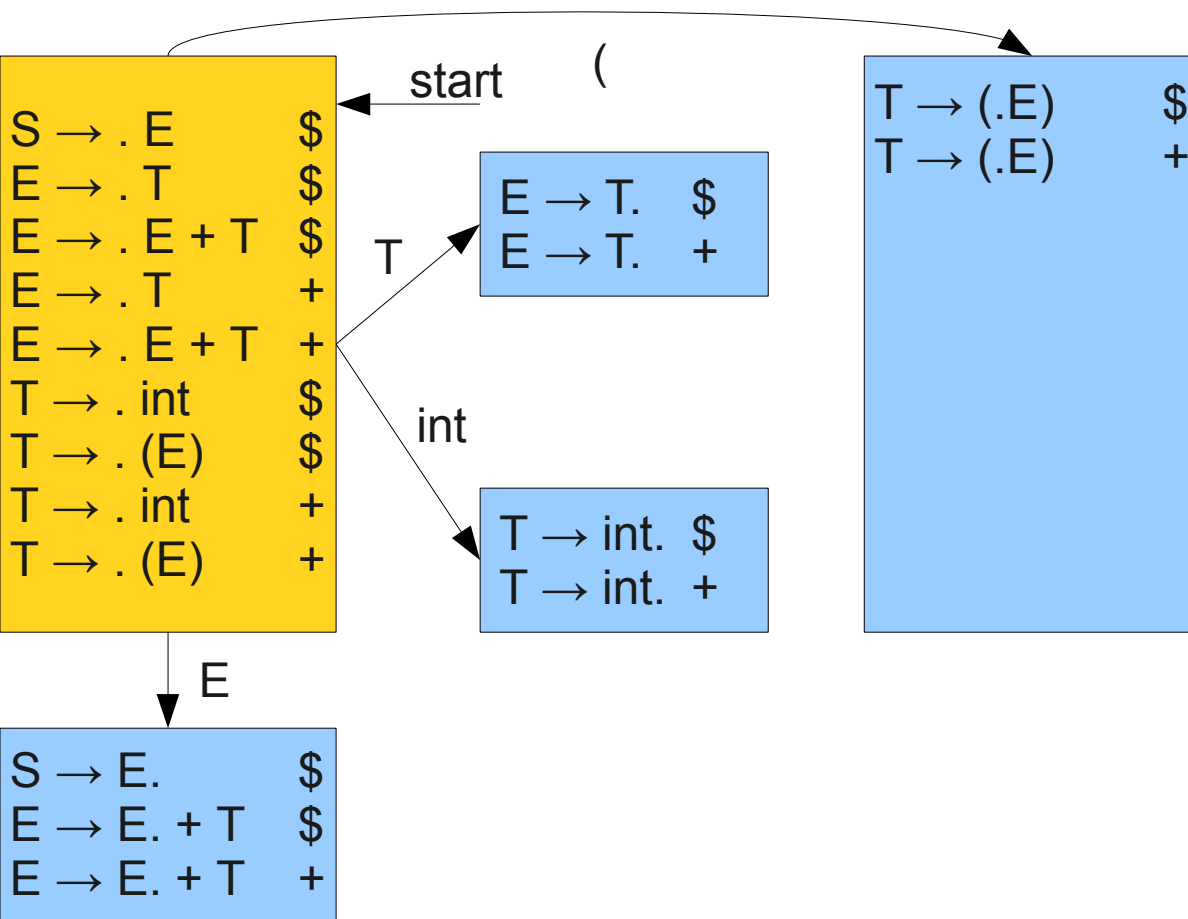 (
start
S → . E $
E → . T $
E → . E + T $
E → . T +
E → . E + T +
T → . int $
T → . (E) $
T → . int +
T → . (E) +
T
E → T. $
E → T. +
int
T → int. $
T → int. +
T → (.E) $
T → (.E) +
E
S → E. $
E → E. + T $
E → E. + T +